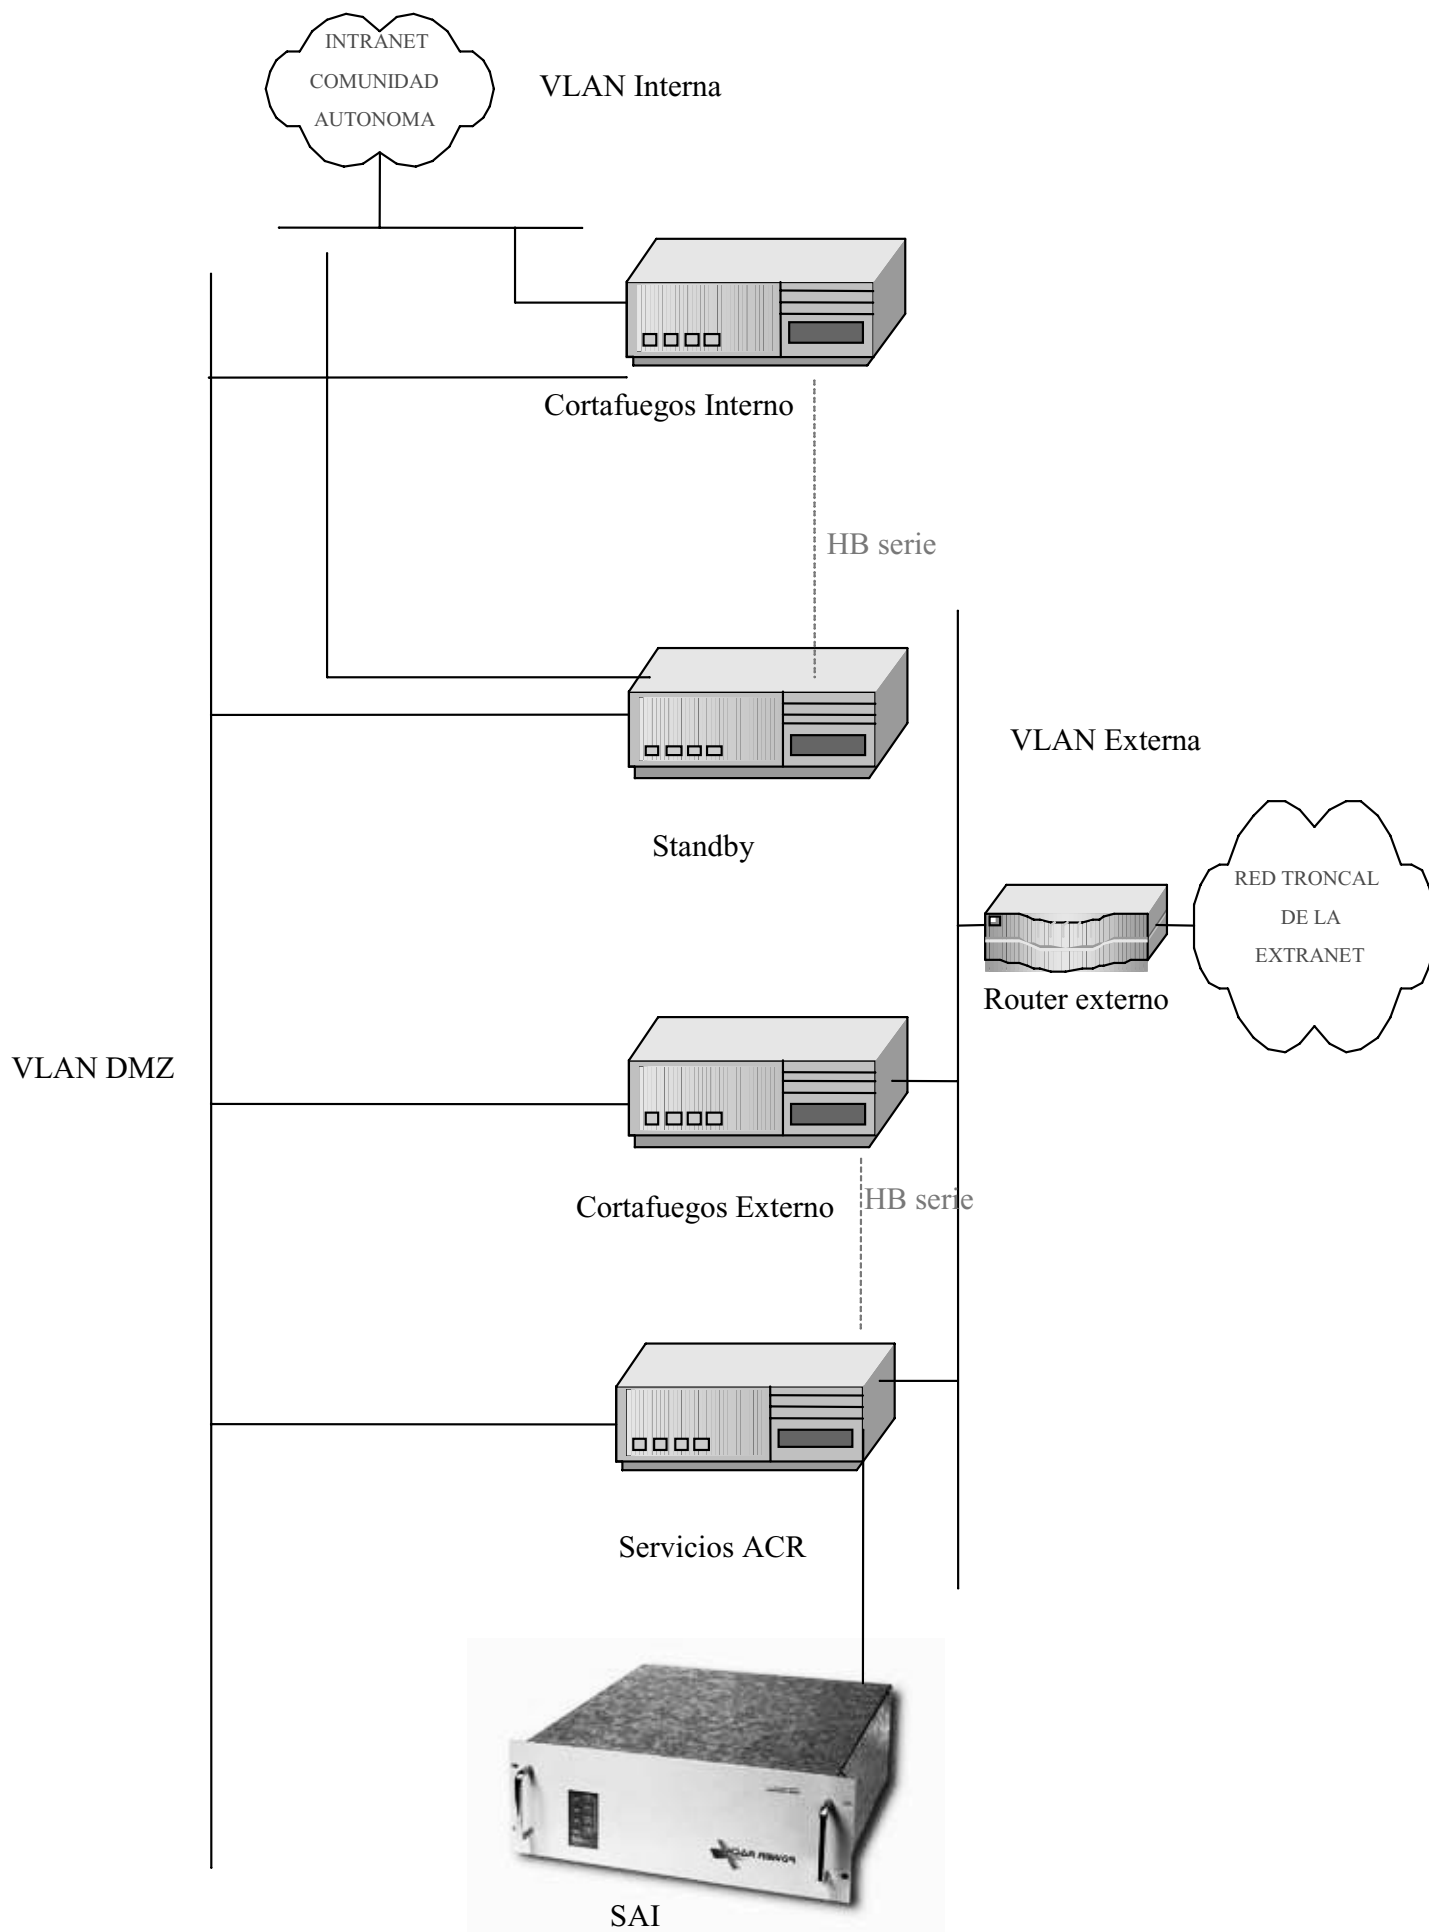 INTRANET
COMUNIDAD
AUTONOMA
VLAN Interna
Cortafuegos Interno
HB serie
Standby
VLAN Externa
RED TRONCAL
DE LA
EXTRANET
Router externo
VLAN DMZ
Cortafuegos Externo
HB serie
Servicios ACR
SAI